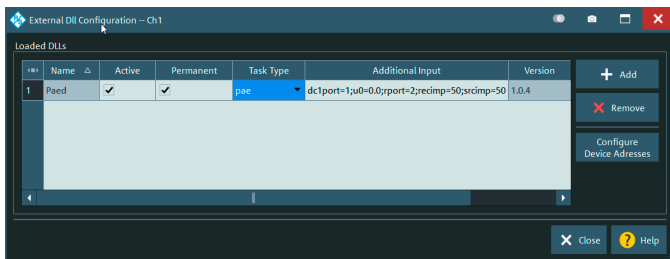 External Dll Configuration – Ch1
Loaded DLLs
Name Active Permanent Task Type Additional Input Version
1 Paed pae dc1port=1;u0=0.0;rport=2;recimp=50;srcimp=50 1.0.4
Add
Remove
Configure
Device Adresses
Close Help